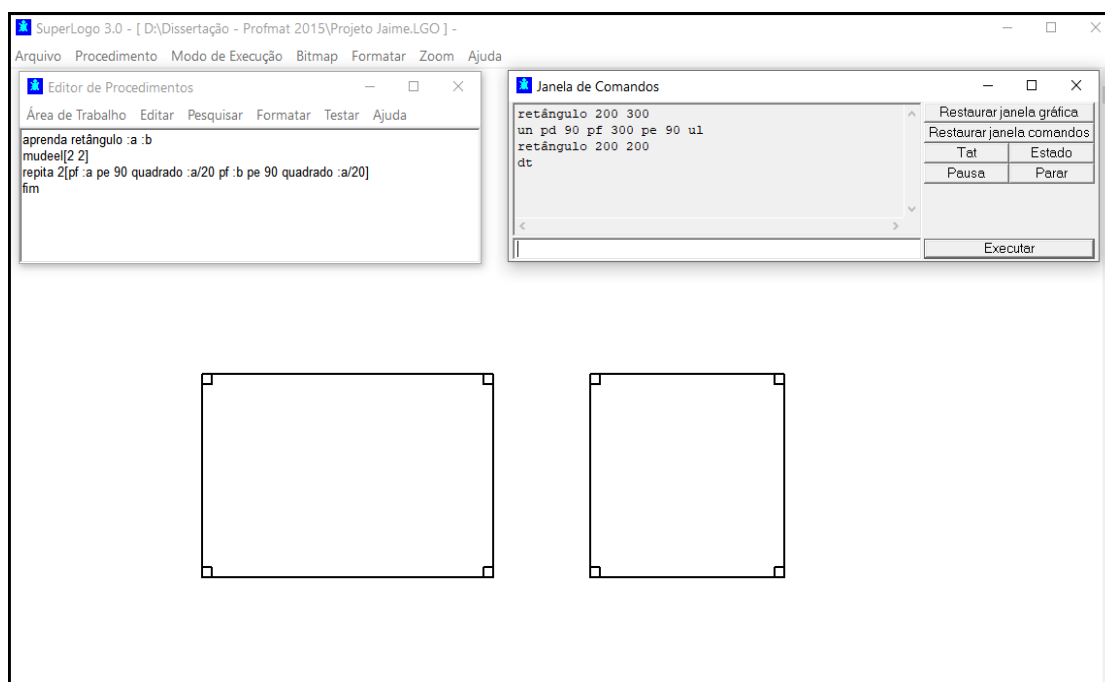 SuperLogo 3.0 - [ D:\Dissertação - Profmat 2015\Projeto Jaime.LGO ] -
Arquivo Procedimento Modo de Execução Bitmap Formatar Zoom Ajuda
Editor de Procedimentos
Área de Trabalho Editar Pesquisar Formatar Testar Ajuda
aprenda retângulo :a :b
mudeel[2 2]
repita 2[pf :a pe 90 quadrado :a/20 pf :b pe 90 quadrado :a/20]
fim
Janela de Comandos
retângulo 200 300
un pd 90 pf 300 pe 90 ul
retângulo 200 200
dt
Restaurar janela gráfica
Restaurar janela comandos
Tat Estado
Pausa Parar
Executar